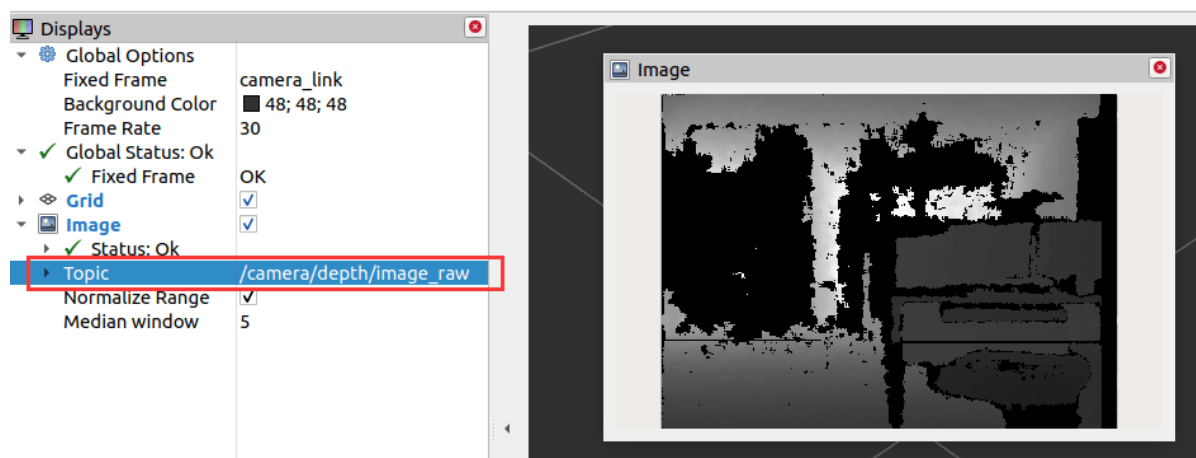 Displays
Global Options
Fixed Frame camera_link
Background Color 48; 48; 48
Frame Rate 30
Global Status: Ok
Fixed Frame OK
Grid
Image
Status: Ok
Topic /camera/depth/image_raw
Normalize Range
Median window 5
Image